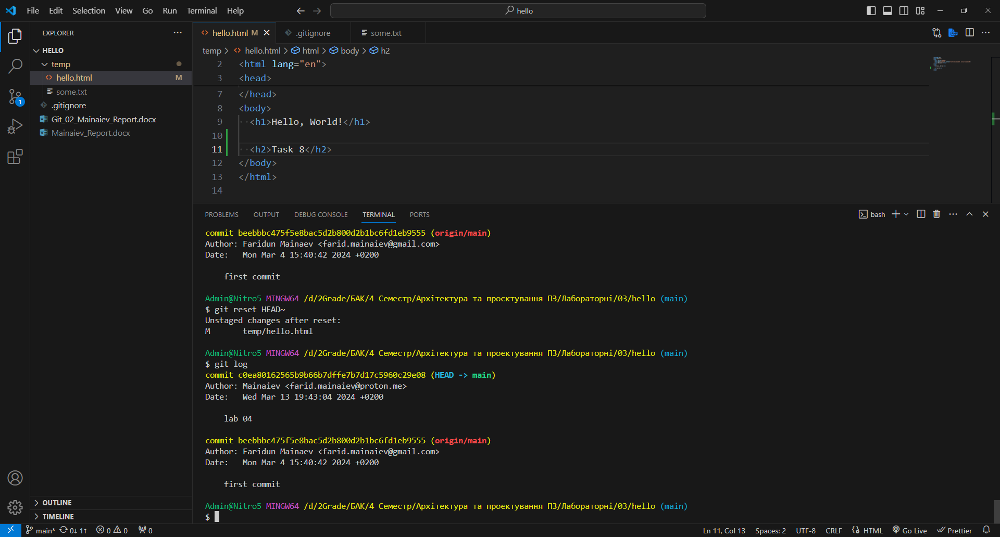 File Edit Selection View Go Run Terminal Help
hello
EXPLORER
HELLO
temp
hello.html M
some.txt
.gitignore
Git_02_Mainaiev_Report.docx
Mainaiev_Report.docx
1
OUTLINE
TIMELINE
hello.html M
.gitignore
some.txt
temp > hello.html > html > body > h2
2 <html lang="en">
3 <head>
7 </head>
8 <body>
9 <h1>Hello, World!</h1>
10
11 <h2>Task 8</h2>
12 </body>
13 </html>
14
PROBLEMS OUTPUT DEBUG CONSOLE TERMINAL PORTS
bash
commit beebbbc475f5e8bac5d2b800d2b1bc6fd1eb9555 (origin/main)
Author: Faridun Mainaev <farid.mainaiev@gmail.com>
Date:   Mon Mar 4 15:40:42 2024 +0200
first commit
Admin@Nitro5 MINGW64 /d/2Grade/БАК/4 Семестр/Архітектура та проєктування ПЗ/Лабораторні/03/hello (main)
$ git reset HEAD~
Unstaged changes after reset:
M       temp/hello.html
Admin@Nitro5 MINGW64 /d/2Grade/БАК/4 Семестр/Архітектура та проєктування ПЗ/Лабораторні/03/hello (main)
$ git log
commit c0ea80162565b9b66b7dffe7b7d17c5960c29e08 (HEAD -> main)
Author: Mainaiev <farid.mainaiev@proton.me>
Date:   Wed Mar 13 19:43:04 2024 +0200
lab 04
commit beebbbc475f5e8bac5d2b800d2b1bc6fd1eb9555 (origin/main)
Author: Faridun Mainaev <farid.mainaiev@gmail.com>
Date:   Mon Mar 4 15:40:42 2024 +0200
first commit
Admin@Nitro5 MINGW64 /d/2Grade/БАК/4 Семестр/Архітектура та проєктування ПЗ/Лабораторні/03/hello (main)
$
main* 0↓ 1↑ 0 0 0 Ln 11, Col 13 Spaces: 2 UTF-8 CRLF HTML Go Live Prettier